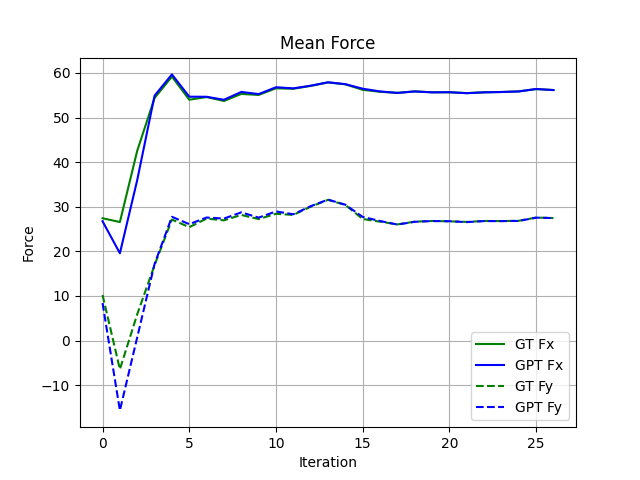 Mean Force
Force
60
50
40
30
20
10
0
−10
0 5 10 15 20 25
Iteration
GT Fx
GPT Fx
GT Fy
GPT Fy